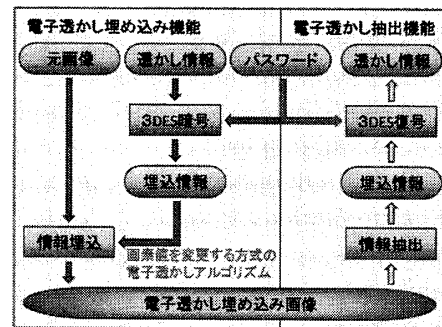 電子透かし埋め込み機能
電子透かし抽出機能
元画像
透かし情報
パスワード
透かし情報
3DES暗号
3DES復号
埋込情報
埋込情報
情報埋込
画素値を変更する方式の
電子透かしアルゴリズム
情報抽出
電子透かし埋め込み画像